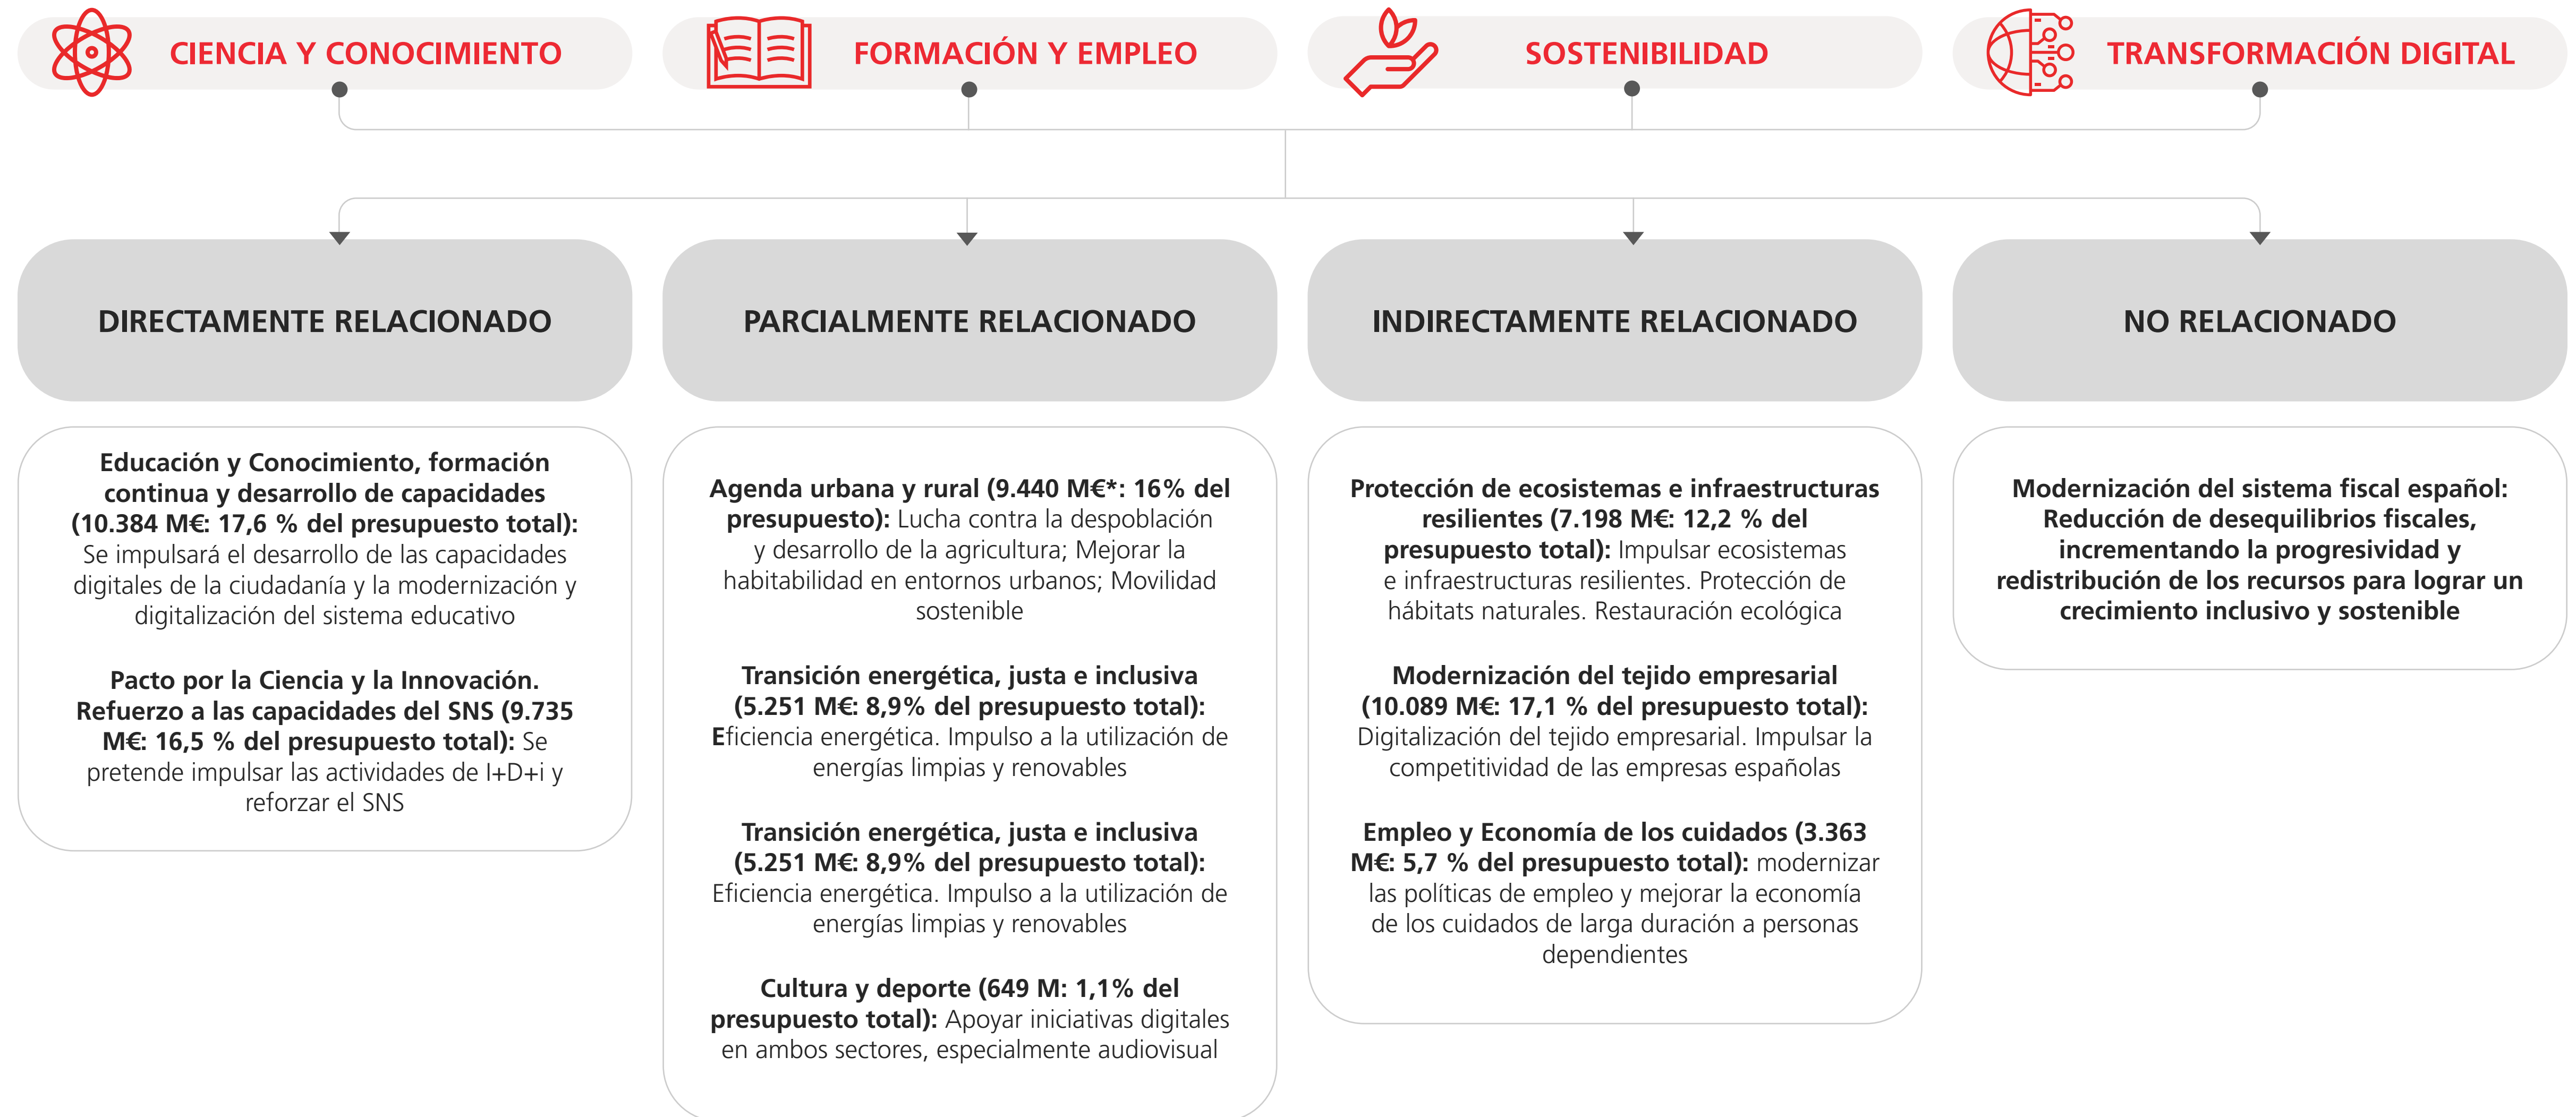 CIENCIA Y CONOCIMIENTO
FORMACIÓN Y EMPLEO
SOSTENIBILIDAD
TRANSFORMACIÓN DIGITAL
DIRECTAMENTE RELACIONADO
PARCIALMENTE RELACIONADO
INDIRECTAMENTE RELACIONADO
NO RELACIONADO
Educación y Conocimiento, formación
continua y desarrollo de capacidades
(10.384 M€: 17,6 % del presupuesto total):
Se impulsará el desarrollo de las capacidades
digitales de la ciudadanía y la modernización y
digitalización del sistema educativo
Pacto por la Ciencia y la Innovación.
Refuerzo a las capacidades del SNS (9.735
M€: 16,5 % del presupuesto total): Se
pretende impulsar las actividades de I+D+i y
reforzar el SNS
Agenda urbana y rural (9.440 M€*: 16% del
presupuesto): Lucha contra la despoblación
y desarrollo de la agricultura; Mejorar la
habitabilidad en entornos urbanos; Movilidad
sostenible
Transición energética, justa e inclusiva
(5.251 M€: 8,9% del presupuesto total):
Eficiencia energética. Impulso a la utilización de
energías limpias y renovables
Transición energética, justa e inclusiva
(5.251 M€: 8,9% del presupuesto total):
Eficiencia energética. Impulso a la utilización de
energías limpias y renovables
Cultura y deporte (649 M: 1,1% del
presupuesto total): Apoyar iniciativas digitales
en ambos sectores, especialmente audiovisual
Protección de ecosistemas e infraestructuras
resilientes (7.198 M€: 12,2 % del
presupuesto total): Impulsar ecosistemas
e infraestructuras resilientes. Protección de
hábitats naturales. Restauración ecológica
Modernización del tejido empresarial
(10.089 M€: 17,1 % del presupuesto total):
Digitalización del tejido empresarial. Impulsar la
competitividad de las empresas españolas
Empleo y Economía de los cuidados (3.363
M€: 5,7 % del presupuesto total): modernizar
las políticas de empleo y mejorar la economía
de los cuidados de larga duración a personas
dependientes
Modernización del sistema fiscal español:
Reducción de desequilibrios fiscales,
incrementando la progresividad y
redistribución de los recursos para lograr un
crecimiento inclusivo y sostenible